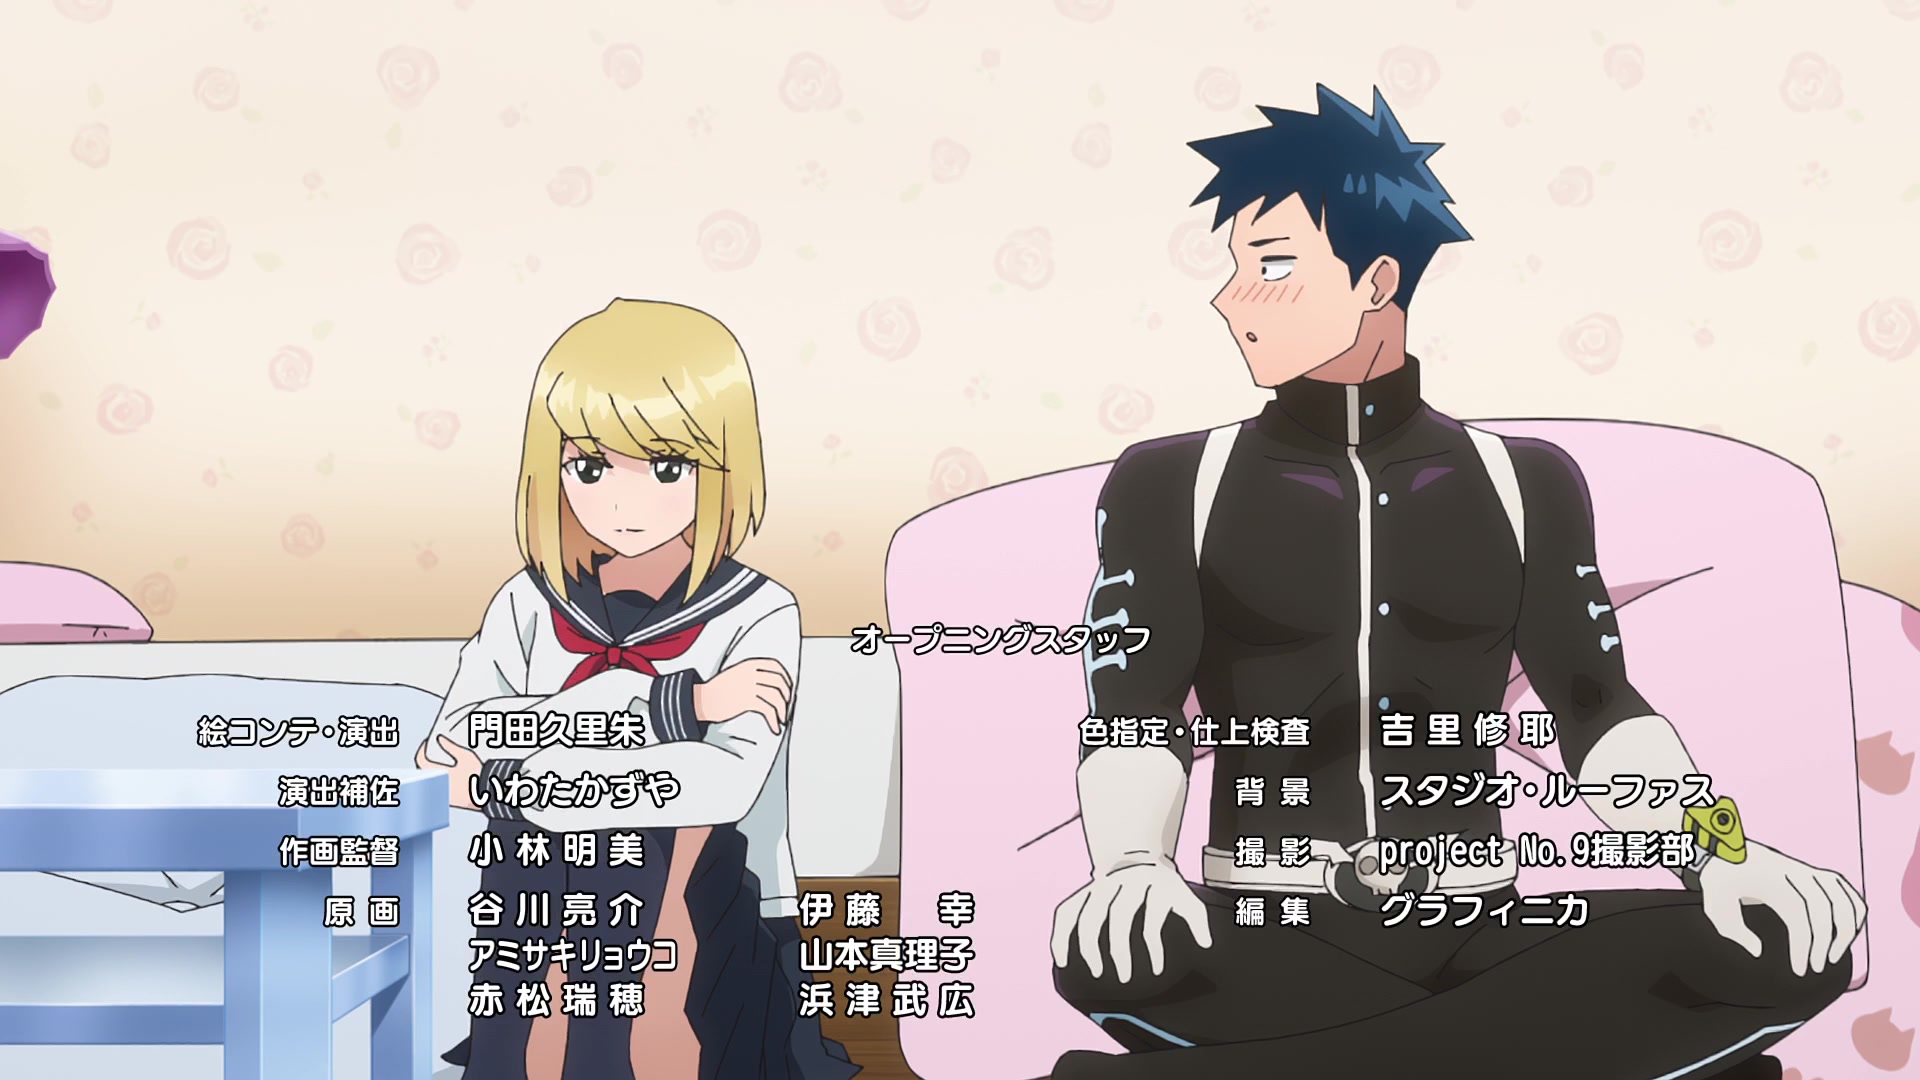 オープニングスタッフ
絵コンテ・演出 門田久里朱
演出補佐 いわたかずや
作画監督 小林明美
原画 谷川亮介 伊藤 幸
アミサキリョウコ 山本真理子
赤松瑞穂 浜津武広
色指定・仕上検査 吉里修耶
背景 スタジオ・ルーファス
撮影 project No.9撮影部
編集 グラフィニカ